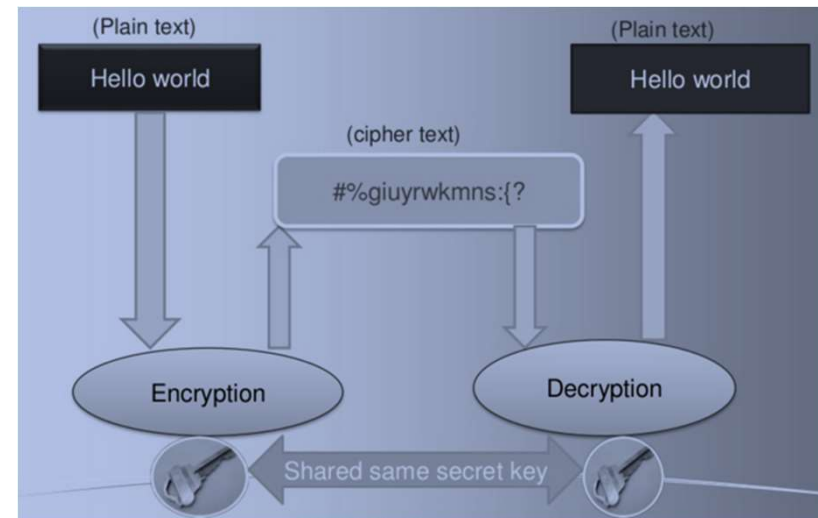 (Plain text)
Hello world
(Plain text)
Hello world
(cipher text)
#%giuyrwkmns:{?
Encryption
Decryption
Shared same secret key